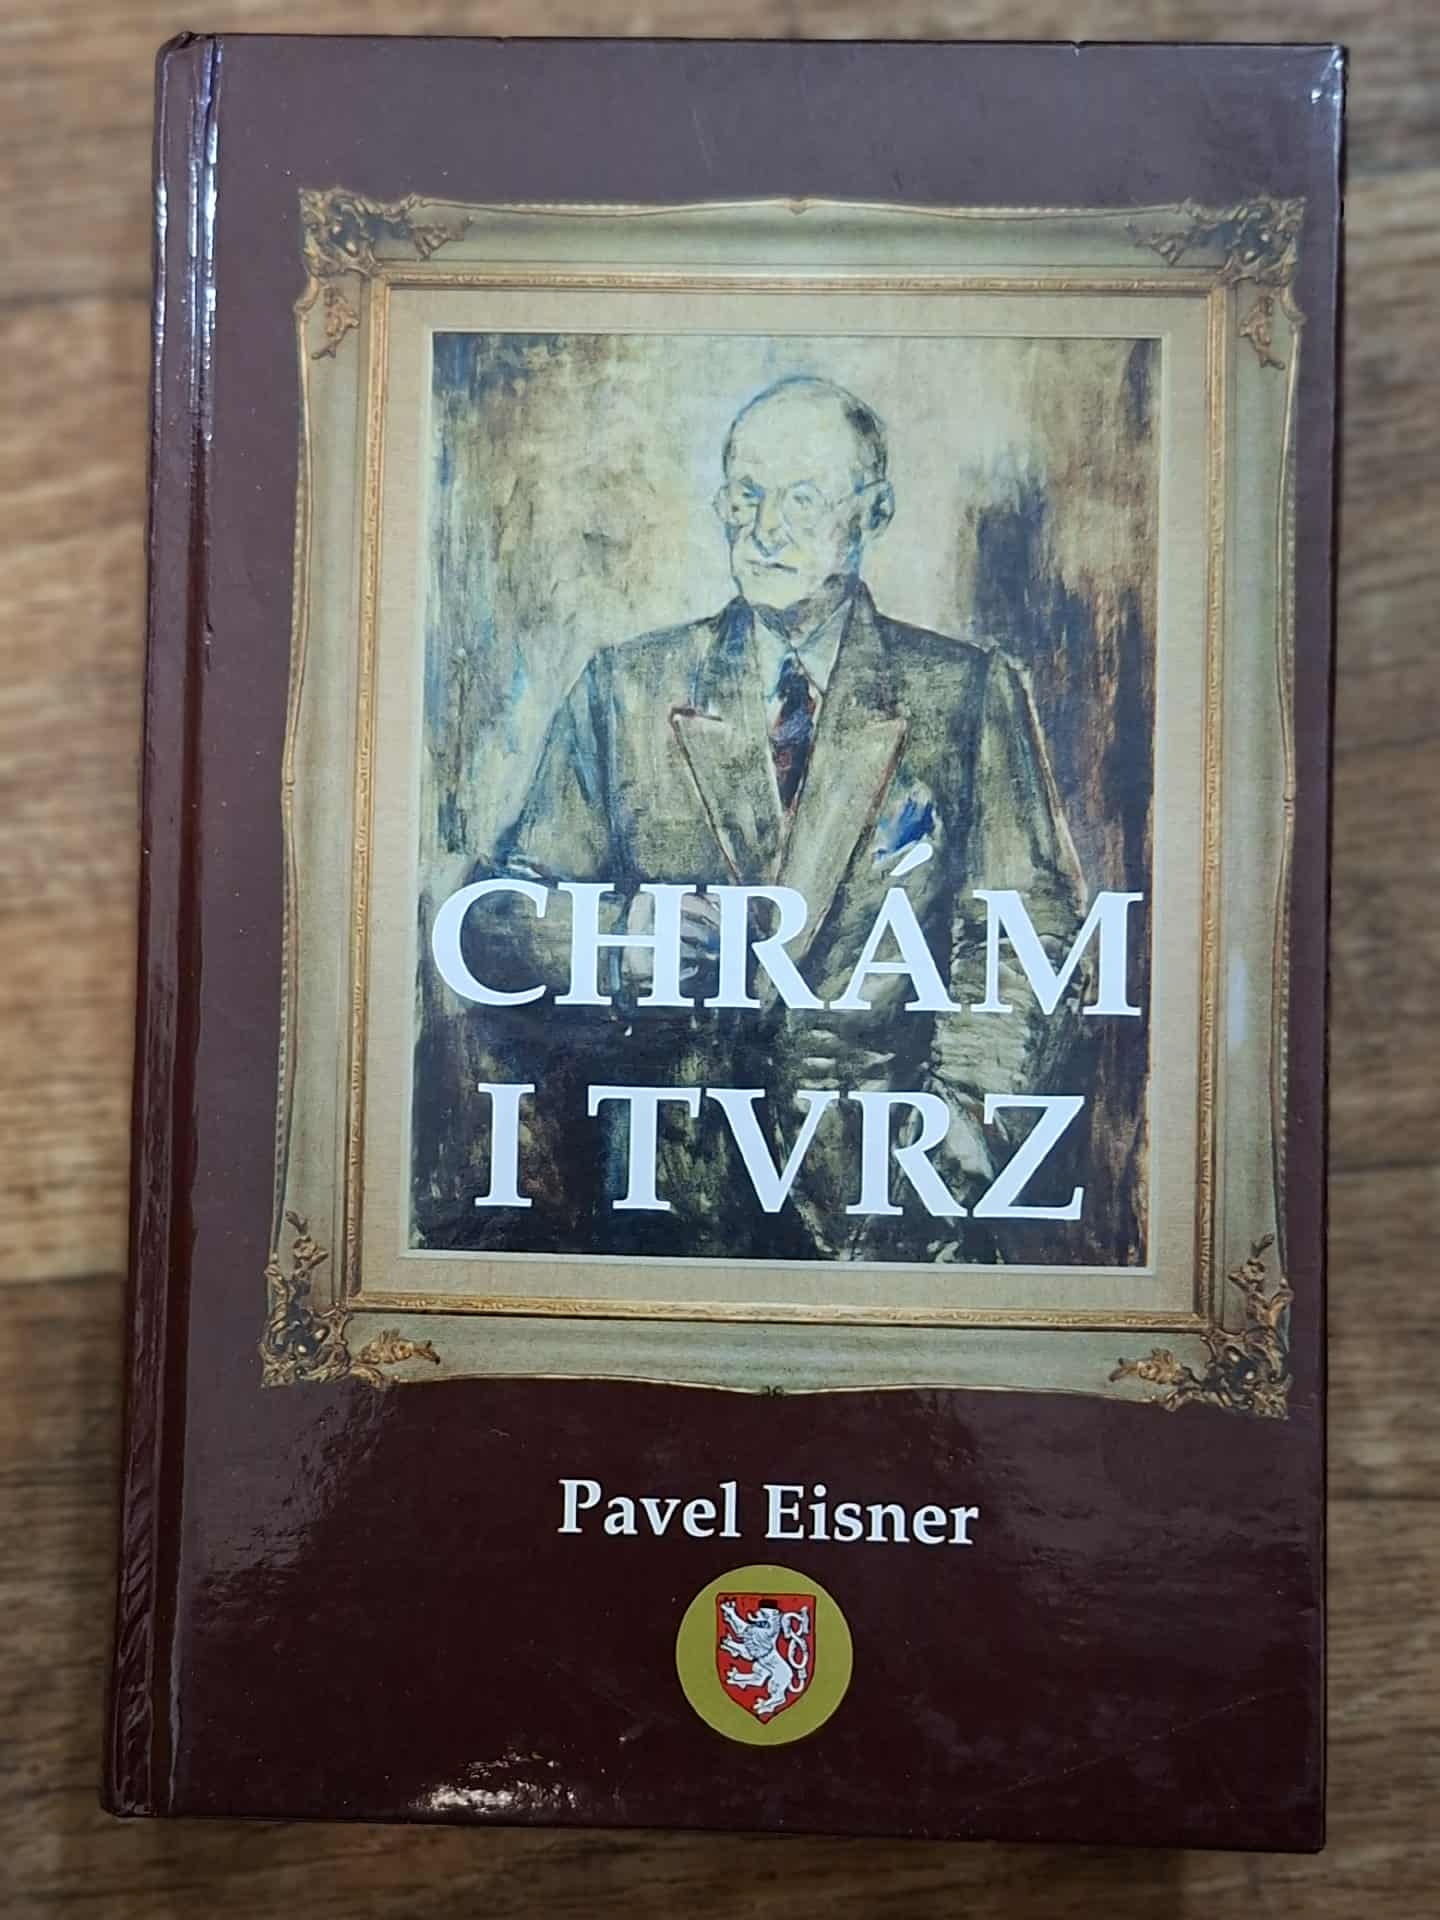 CHRÁM
I TVRZ
Pavel Eisner